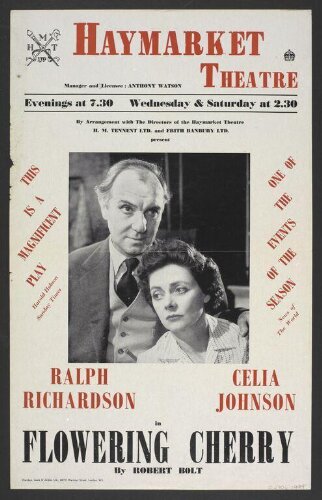 HAYMARKET
THEATRE
Manager and Licensee: ANTHONY WATSON
Evenings at 7.30 Wednesday & Saturday at 2.30
By Arrangement with The Directors of the Haymarket Theatre
H. M. TENNENT LTD. and FRITH BANBURY LTD.
present
THIS
IS A
MAGNIFICENT
PLAY
Harold Hobson
Sunday Times
ONE OF
THE
EVENTS
OF THE
SEASON
News of
The World
RALPH
RICHARDSON
CELIA
JOHNSON
in
FLOWERING CHERRY
By ROBERT BOLT